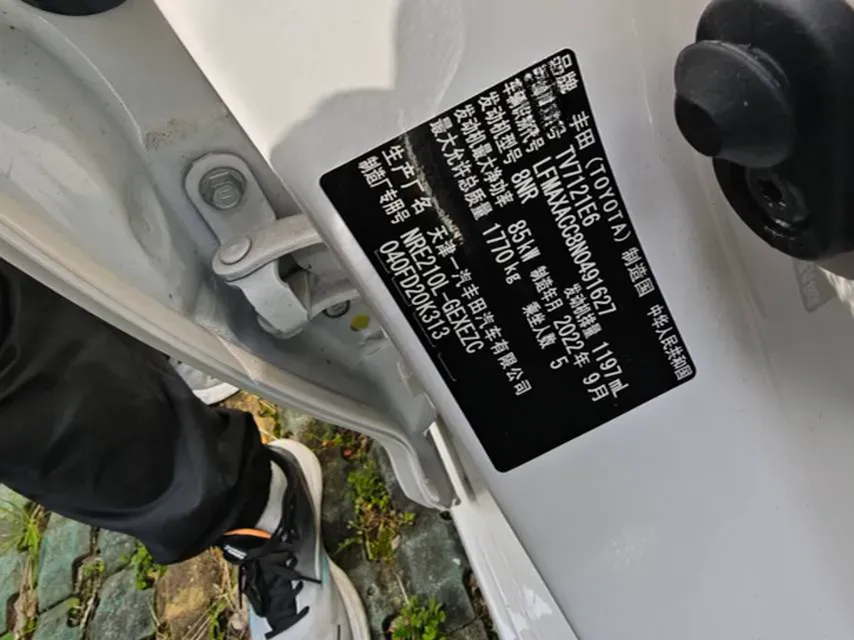 品牌 丰田（TOYOTA） 制造国 中华人民共和国
TV7121E6
车辆识别代号 LFMAXACC8N0491627
发动机型号 8NR 发动机排量 1197mL
发动机最大净功率 85kW 制造年月 2022年 9月
最大允许总质量 1770kg 乘坐人数 5
生产厂名 天津一汽丰田汽车有限公司
制造厂专用号 NRE210L-GEXEZC
040FD20K313